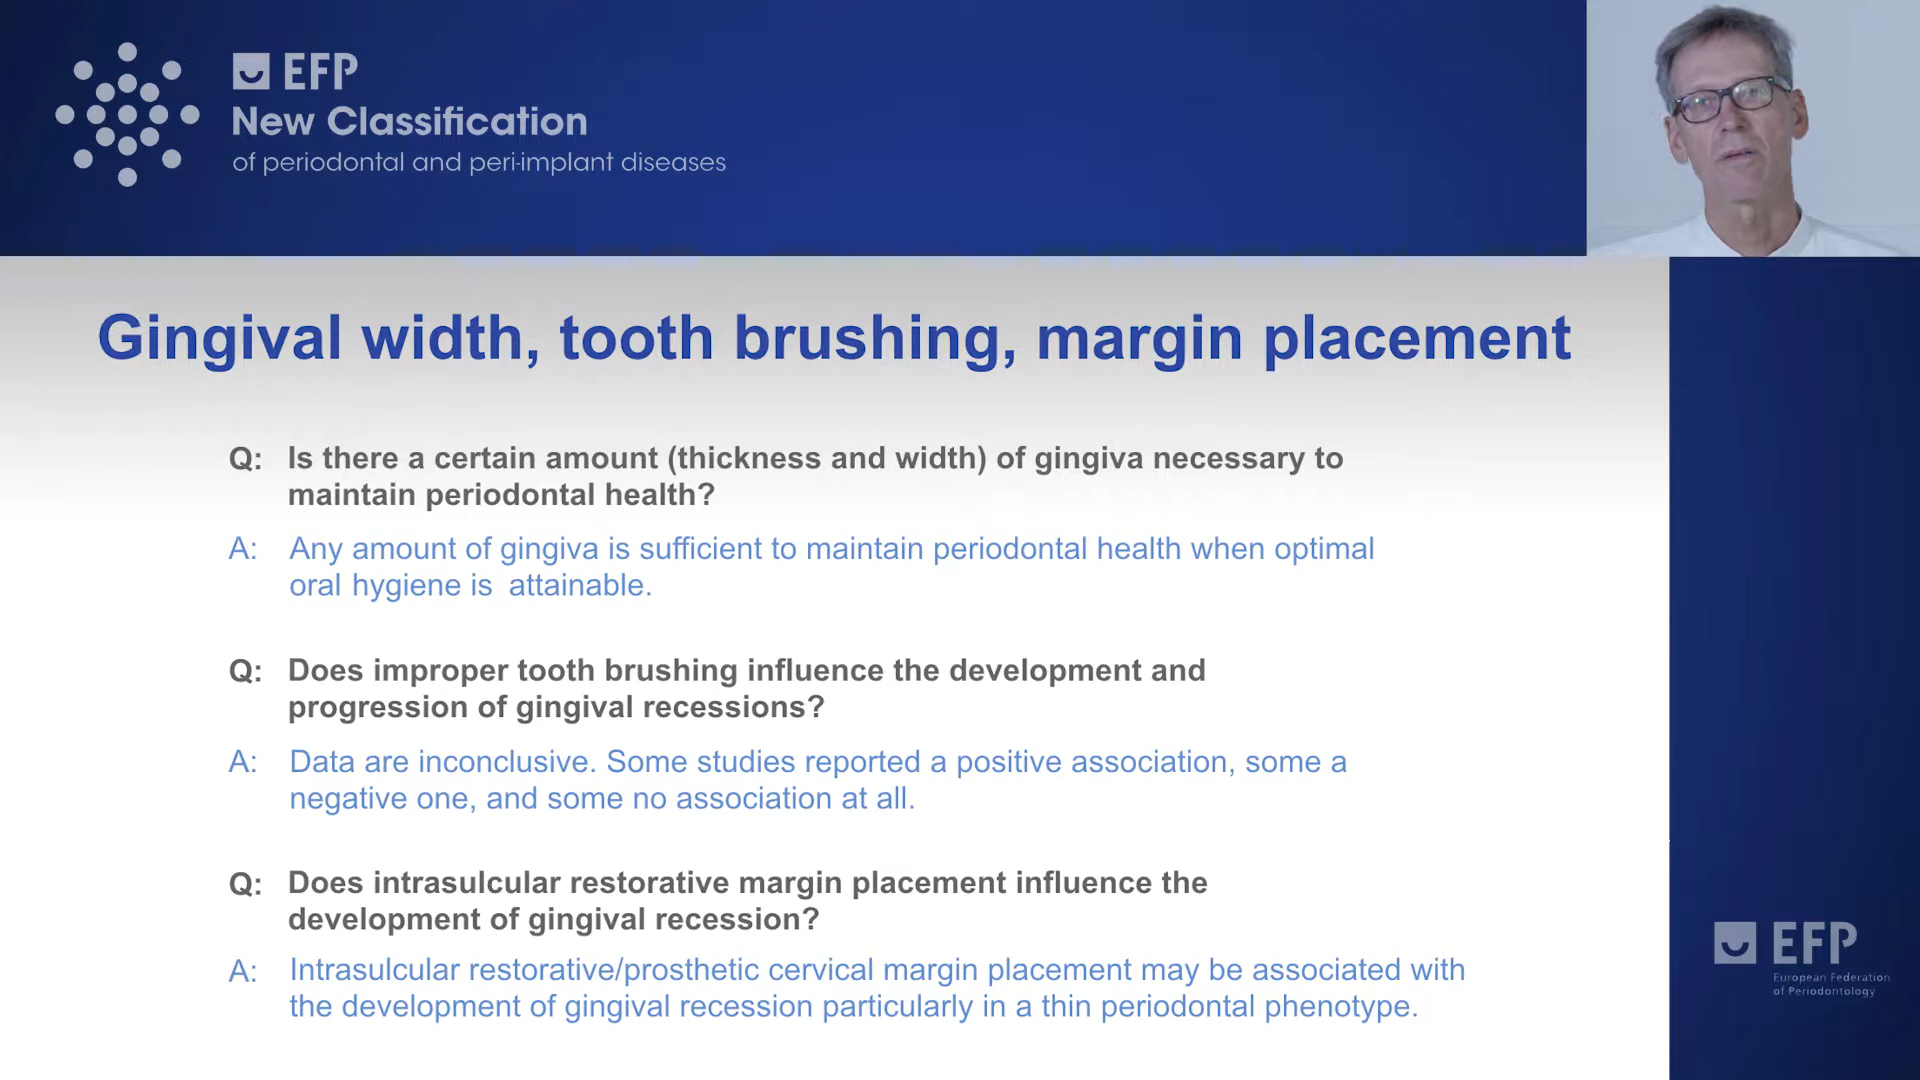 EFP
New Classification
of periodontal and peri-implant diseases
Gingival width, tooth brushing, margin placement
Q: Is there a certain amount (thickness and width) of gingiva necessary to
maintain periodontal health?
A: Any amount of gingiva is sufficient to maintain periodontal health when optimal
oral hygiene is attainable.
Q: Does improper tooth brushing influence the development and
progression of gingival recessions?
A: Data are inconclusive. Some studies reported a positive association, some a
negative one, and some no association at all.
Q: Does intrasulcular restorative margin placement influence the
development of gingival recession?
A: Intrasulcular restorative/prosthetic cervical margin placement may be associated with
the development of gingival recession particularly in a thin periodontal phenotype.
EFP
European Federation
of Periodontology